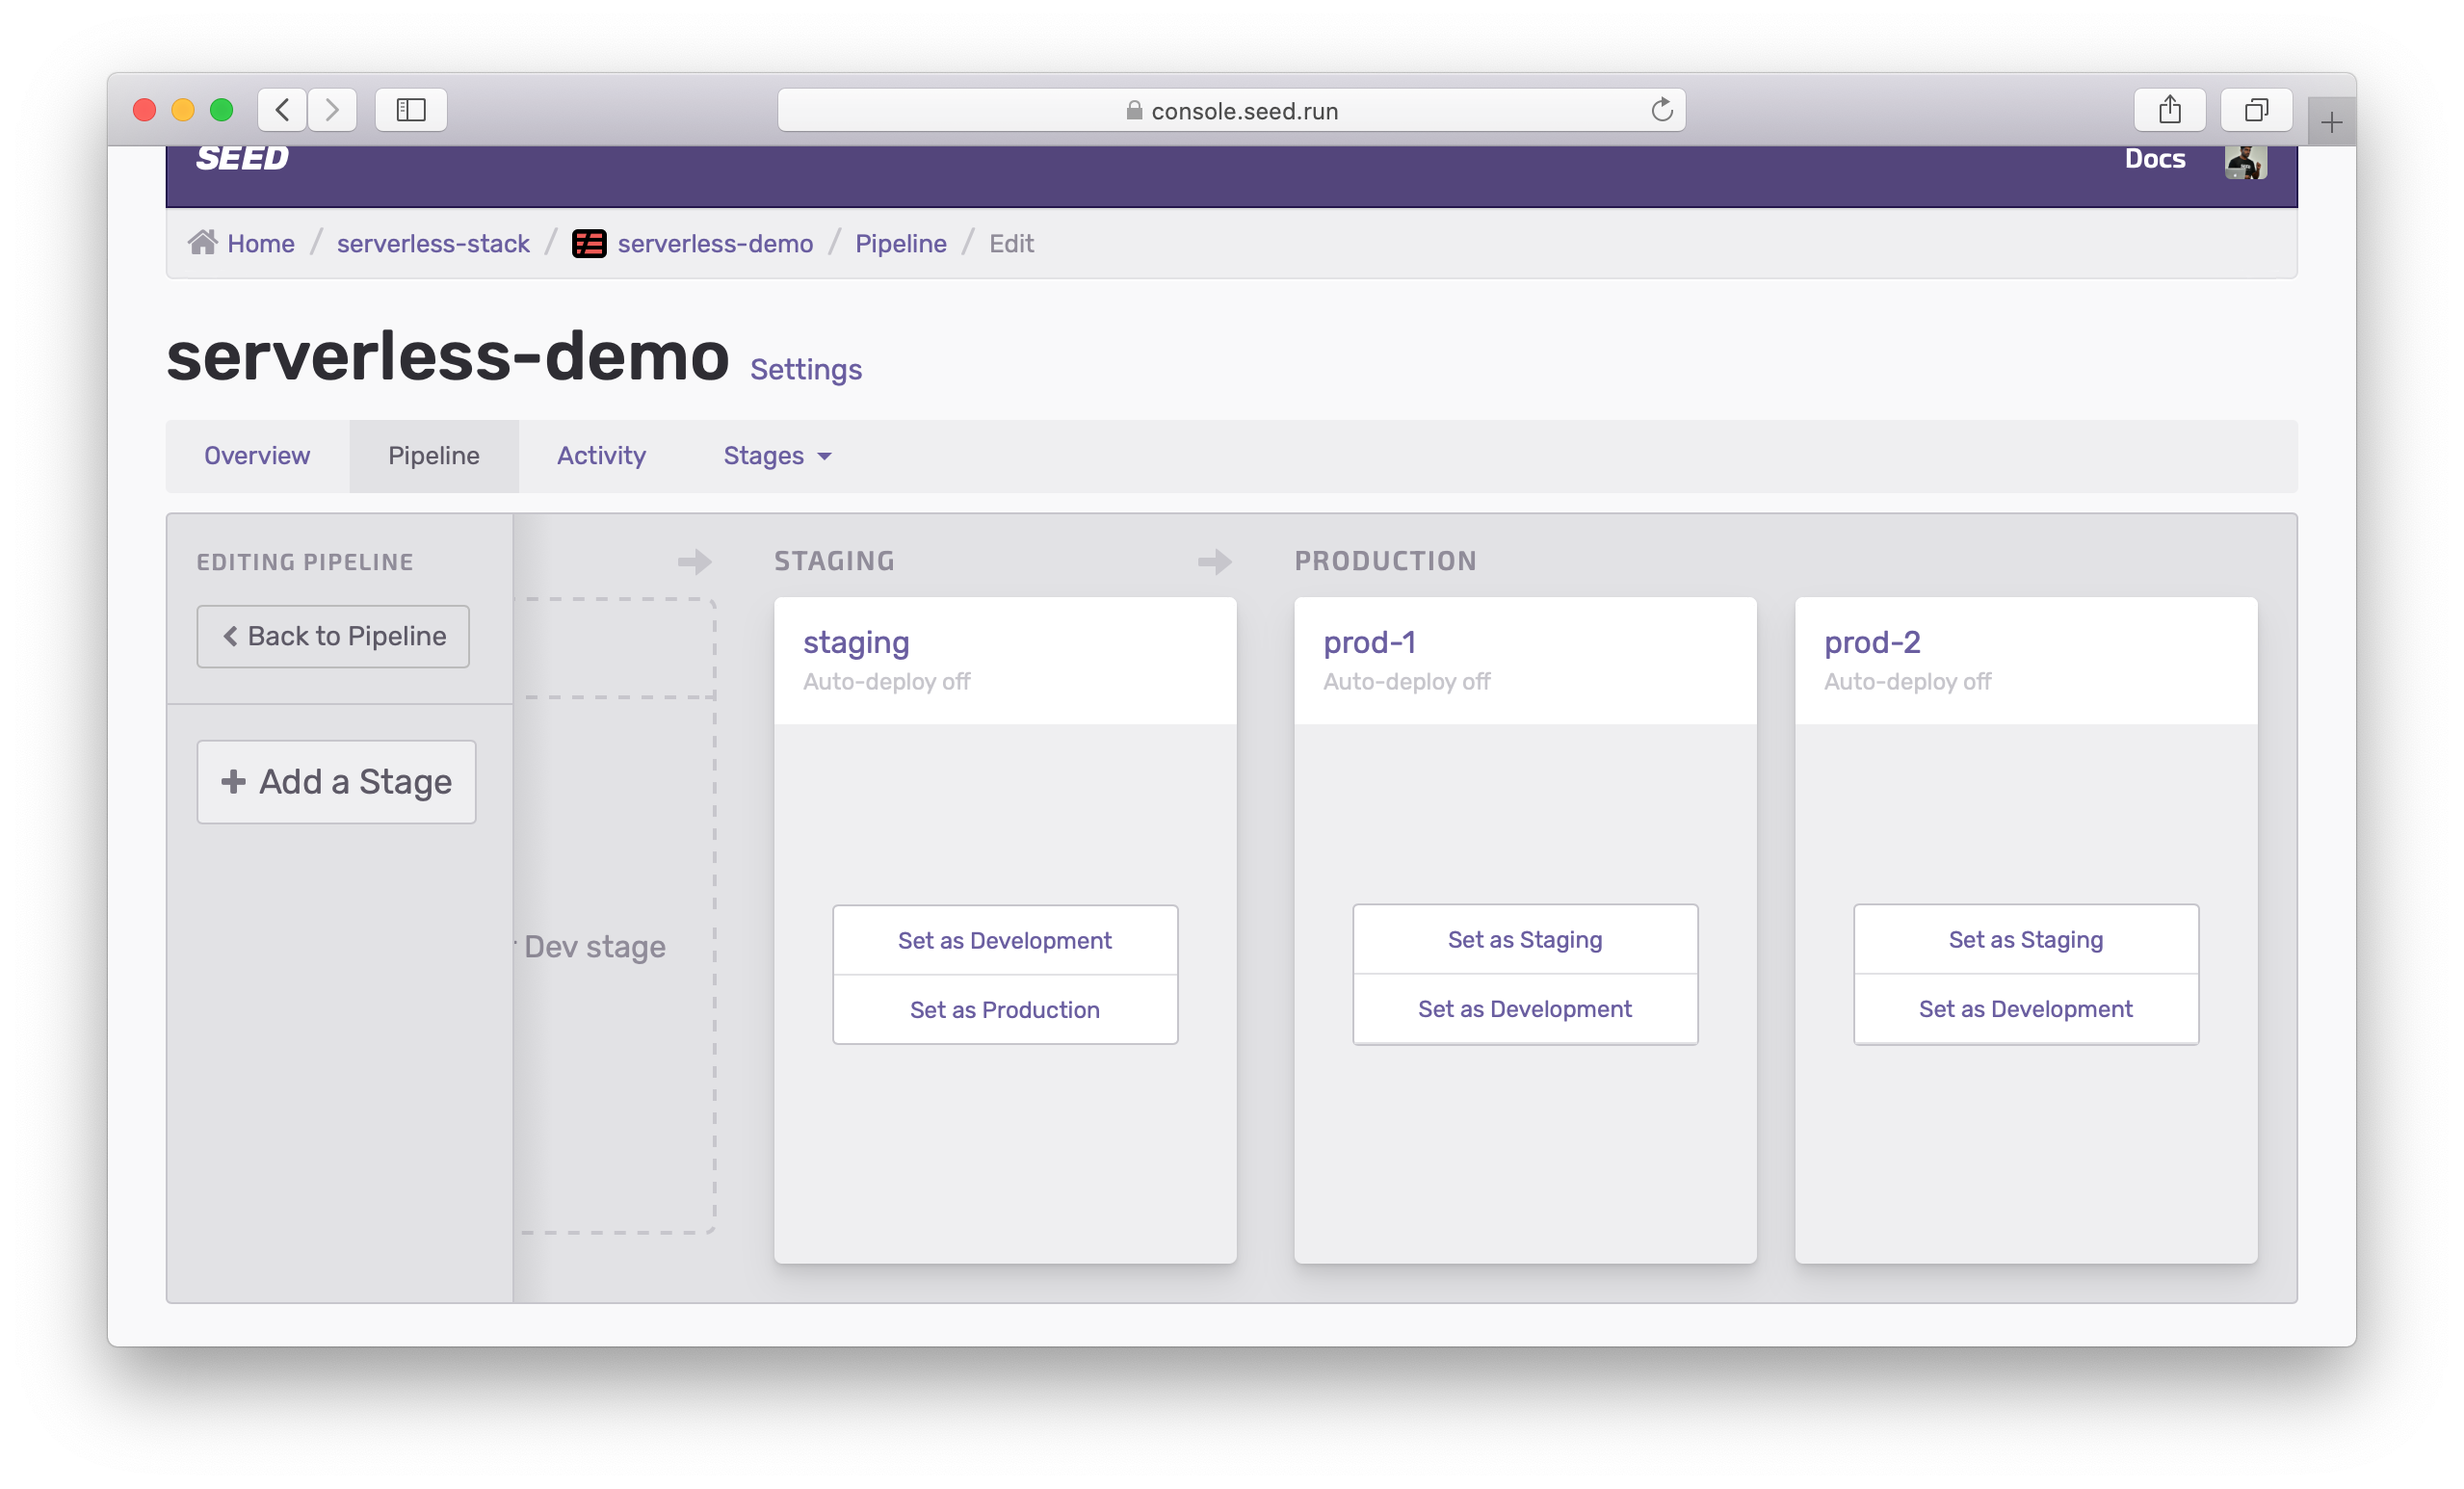 console.seed.run
SEED
Docs
Home / serverless-stack / serverless-demo / Pipeline / Edit
serverless-demo Settings
Overview Pipeline Activity Stages
EDITING PIPELINE
Back to Pipeline
Add a Stage
Dev stage
STAGING
staging
Auto-deploy off
Set as Development
Set as Production
PRODUCTION
prod-1
Auto-deploy off
Set as Staging
Set as Development
prod-2
Auto-deploy off
Set as Staging
Set as Development